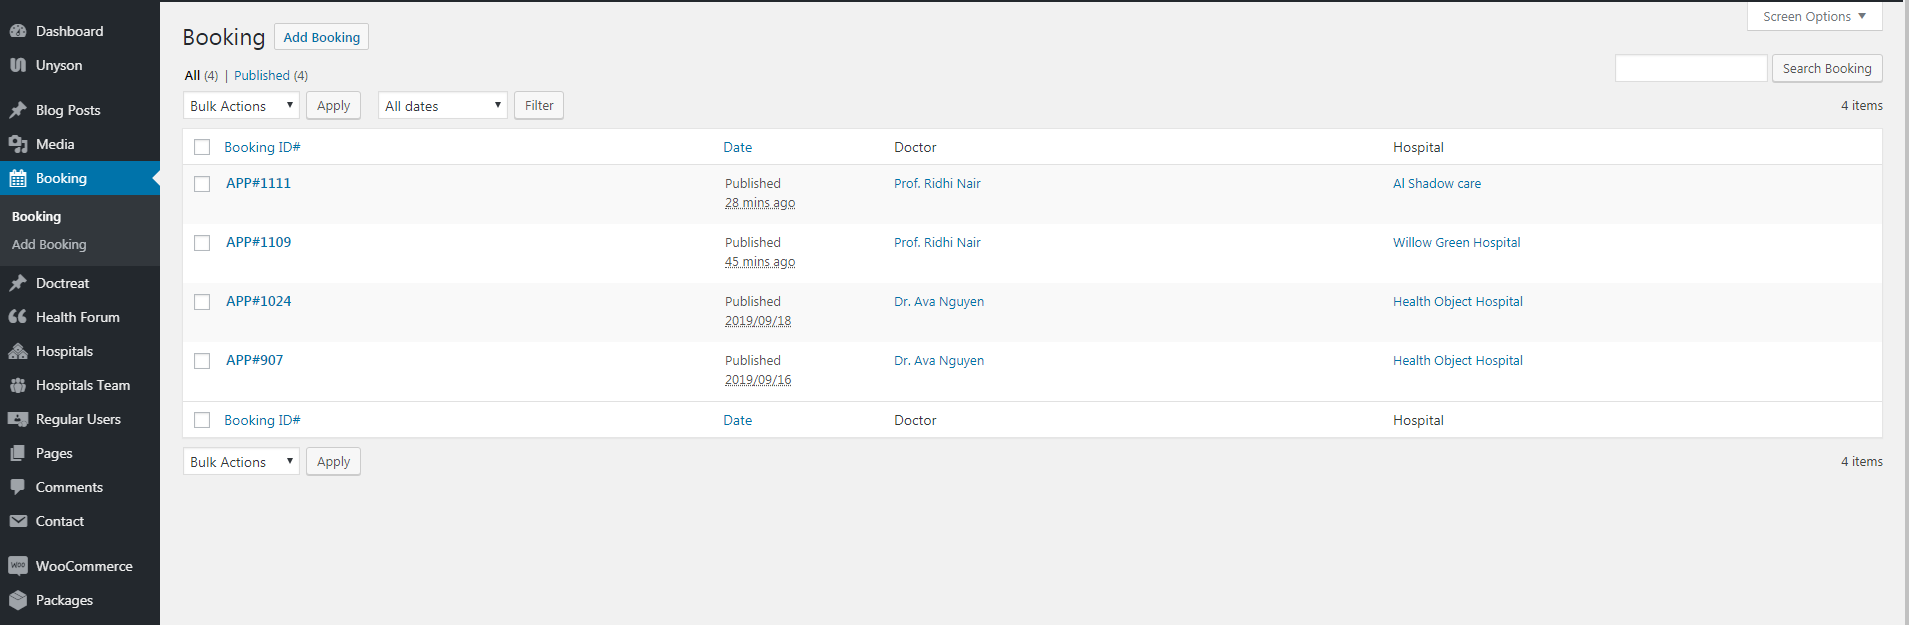 Dashboard
Unyson
Blog Posts
Media
Booking
Booking
Add Booking
Doctreat
Health Forum
Hospitals
Hospitals Team
Regular Users
Pages
Comments
Contact
WOO WooCommerce
Packages
Screen Options ▼
Booking Add Booking
All (4) | Published (4)
Search Booking
Bulk Actions ▼ Apply All dates ▼ Filter 4 items
Booking ID# Date Doctor Hospital
APP#1111 Published Prof. Ridhi Nair Al Shadow care
28 mins ago
APP#1109 Published Prof. Ridhi Nair Willow Green Hospital
45 mins ago
APP#1024 Published Dr. Ava Nguyen Health Object Hospital
2019/09/18
APP#907 Published Dr. Ava Nguyen Health Object Hospital
2019/09/16
Booking ID# Date Doctor Hospital
Bulk Actions ▼ Apply 4 items